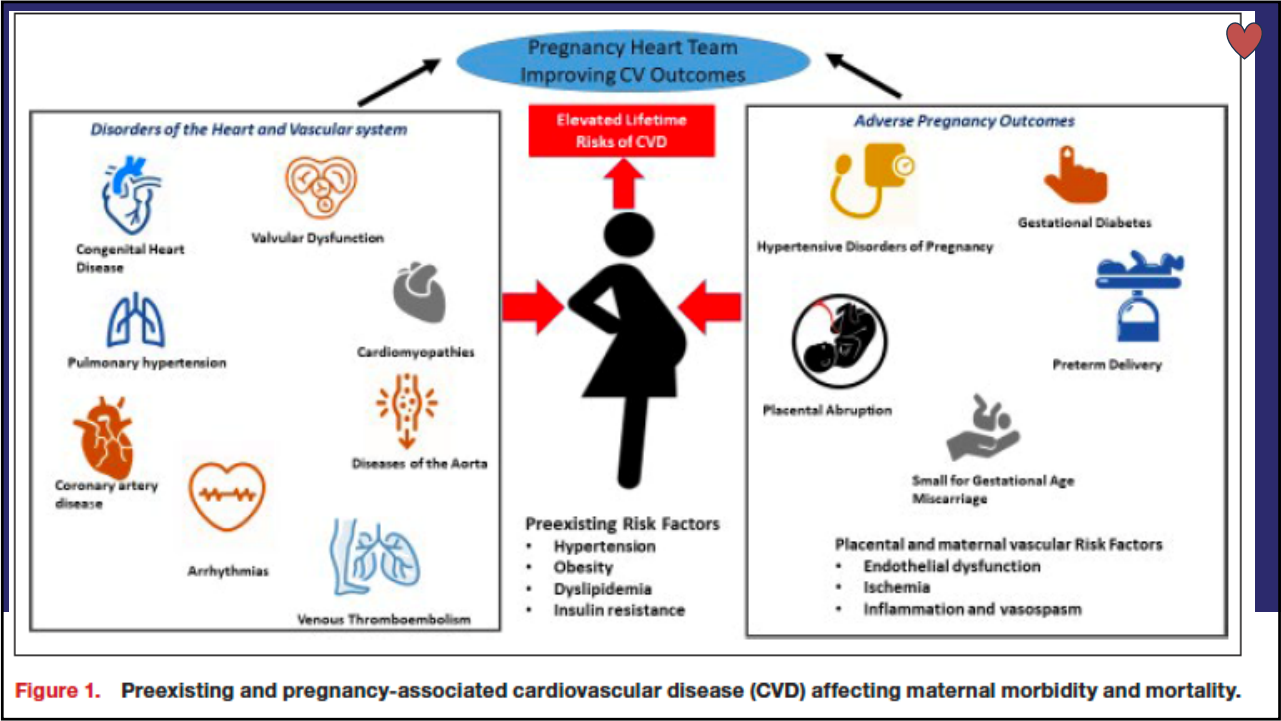 Pregnancy Heart Team
Improving CV Outcomes
Elevated Lifetime
Risks of CVD
Disorders of the Heart and Vascular system
Congenital Heart
Disease
Valvular Dysfunction
Pulmonary hypertension
Cardiomyopathies
Coronary artery
disease
Diseases of the Aorta
Arrhythmias
Venous Thromboembolism
Preexisting Risk Factors
• Hypertension
• Obesity
• Dyslipidemia
• Insulin resistance
Adverse Pregnancy Outcomes
Hypertensive Disorders of Pregnancy
Gestational Diabetes
Preterm Delivery
Placental Abruption
Small for Gestational Age
Miscarriage
Placental and maternal vascular Risk Factors
• Endothelial dysfunction
• Ischemia
• Inflammation and vasospasm
Figure 1. Preexisting and pregnancy-associated cardiovascular disease (CVD) affecting maternal morbidity and mortality.